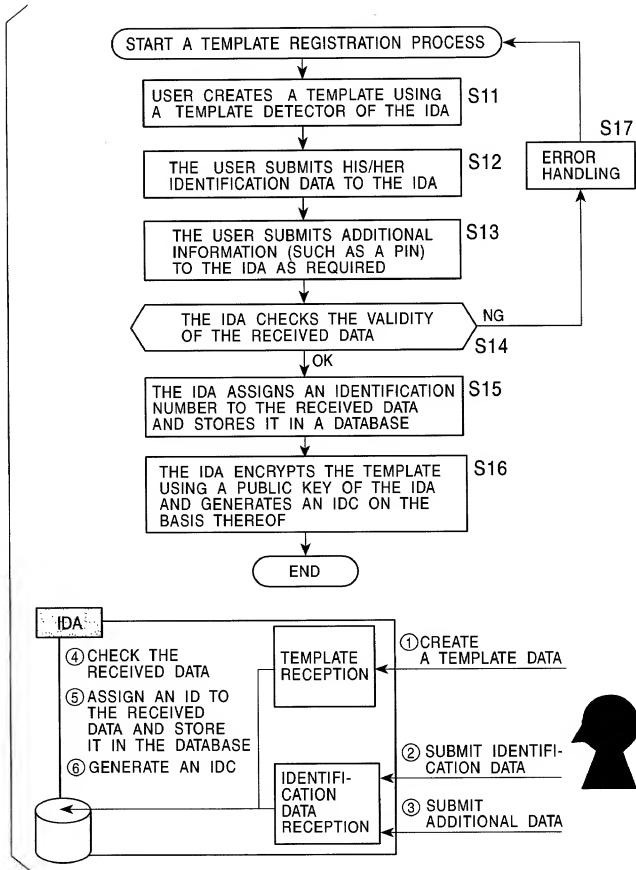 START A TEMPLATE REGISTRATION PROCESS
USER CREATES A TEMPLATE USING
A TEMPLATE DETECTOR OF THE IDA
S11
THE USER SUBMITS HIS/HER
IDENTIFICATION DATA TO THE IDA
S12
S17
ERROR
HANDLING
THE USER SUBMITS ADDITIONAL
INFORMATION (SUCH AS A PIN)
TO THE IDA AS REQUIRED
S13
THE IDA CHECKS THE VALIDITY
OF THE RECEIVED DATA
NG
S14
OK
THE IDA ASSIGNS AN IDENTIFICATION
NUMBER TO THE RECEIVED DATA
AND STORES IT IN A DATABASE
S15
THE IDA ENCRYPTS THE TEMPLATE
USING A PUBLIC KEY OF THE IDA
AND GENERATES AN IDC ON THE
BASIS THEREOF
S16
END
IDA
④ CHECK THE
RECEIVED DATA
⑤ ASSIGN AN ID TO
THE RECEIVED
DATA AND STORE
IT IN THE DATABASE
⑥ GENERATE AN IDC
TEMPLATE
RECEPTION
IDENTIFI-
CATION
DATA
RECEPTION
① CREATE
A TEMPLATE DATA
② SUBMIT IDENTIFI-
CATION DATA
③ SUBMIT
ADDITIONAL DATA